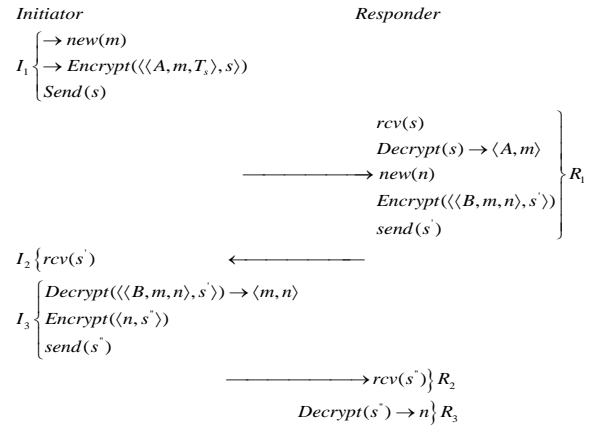 Initiator Responder
I₁ { → new(m)
→ Encrypt(⟨⟨A, m, Tₛ⟩, s⟩)
Send(s)
rcv(s)
Decrypt(s) → ⟨A, m⟩
→ new(n) } R₁
Encrypt(⟨⟨B, m, n⟩, s'⟩)
send(s')
I₂ { rcv(s') ←
I₃ { Decrypt(⟨⟨B, m, n⟩, s'⟩) → ⟨m, n⟩
Encrypt(⟨n, s"⟩)
send(s")
→ rcv(s")} R₂
Decrypt(s") → n} R₃